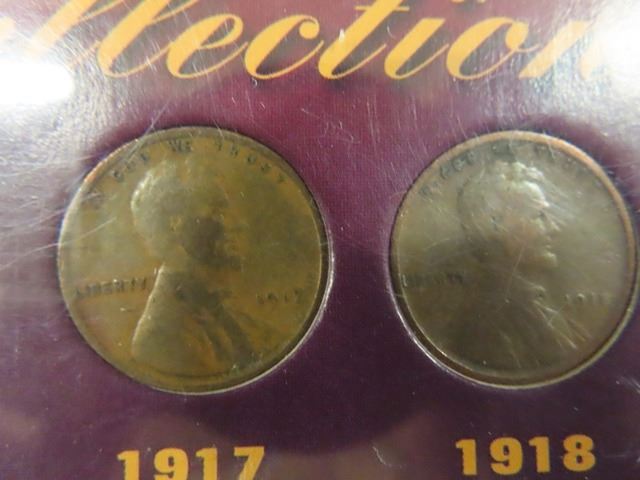 llection
IN GOD WE TRUST
LIBERTY 1917
LIBERTY 1918
1917 1918